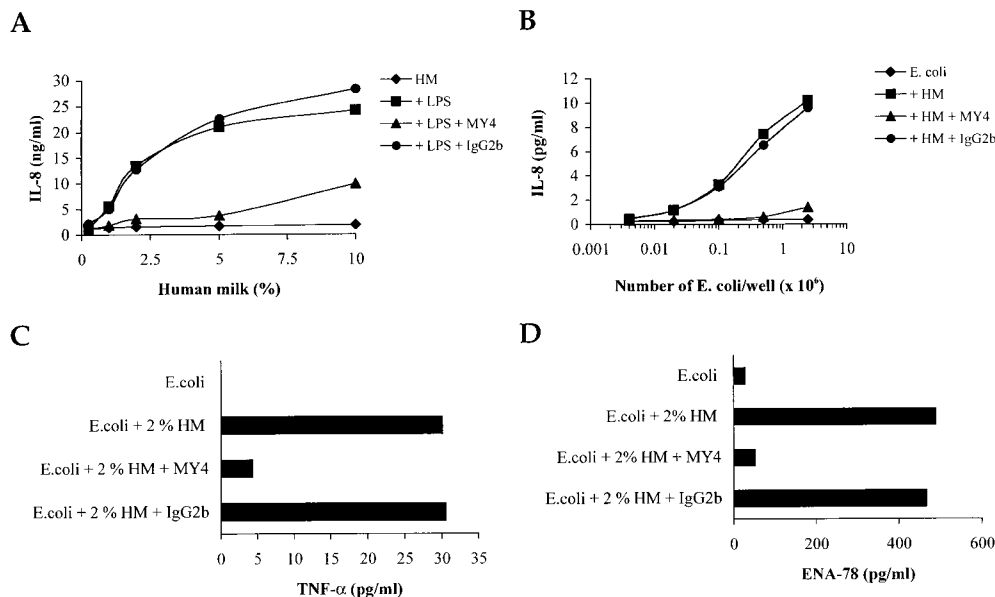 A
IL-8 (ng/ml)
30
25
20
15
10
5
0
0 2.5 5 7.5 10
Human milk (%)
HM
+ LPS
+ LPS + MY4
+ LPS + IgG2b
B
IL-8 (pg/ml)
12
10
8
6
4
2
0
0.001 0.01 0.1 1 10
Number of E. coli/well (x 10⁶)
E. coli
+ HM
+ HM + MY4
+ HM + IgG2b
C
E.coli
E.coli + 2 % HM
E.coli + 2 % HM + MY4
E.coli + 2 % HM + IgG2b
0 5 10 15 20 25 30 35
TNF-α (pg/ml)
D
E.coli
E.coli + 2% HM
E.coli + 2% HM + MY4
E.coli + 2 % HM + IgG2b
0 200 400 600
ENA-78 (pg/ml)